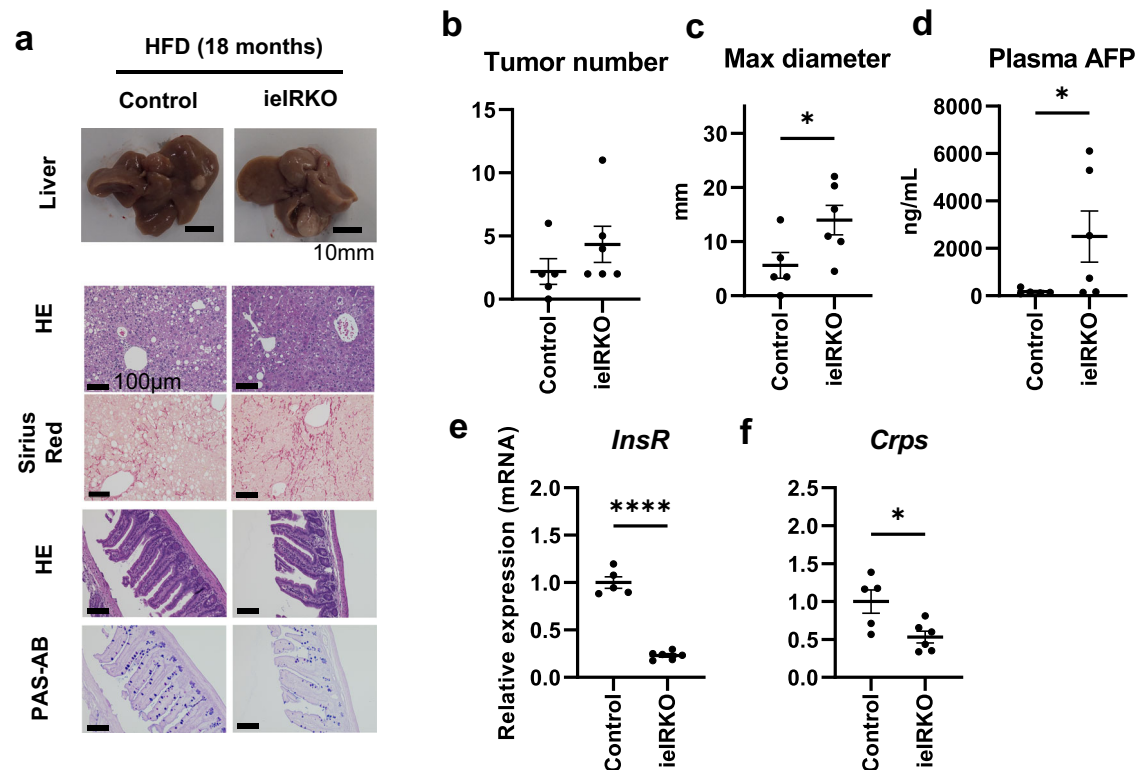 a
HFD (18 months)
Control
ieIRKO
Liver
10mm
HE
100μm
Sirius
Red
HE
PAS-AB
b
Tumor number
15
10
5
0
Control
ieIRKO
c
Max diameter
*
mm
30
20
10
0
Control
ieIRKO
d
Plasma AFP
*
ng/mL
8000
6000
4000
2000
0
Control
ieIRKO
e
InsR
Relative expression (mRNA)
****
2.0
1.5
1.0
0.5
0.0
Control
ieIRKO
f
Crps
*
2.5
2.0
1.5
1.0
0.5
0.0
Control
ieIRKO